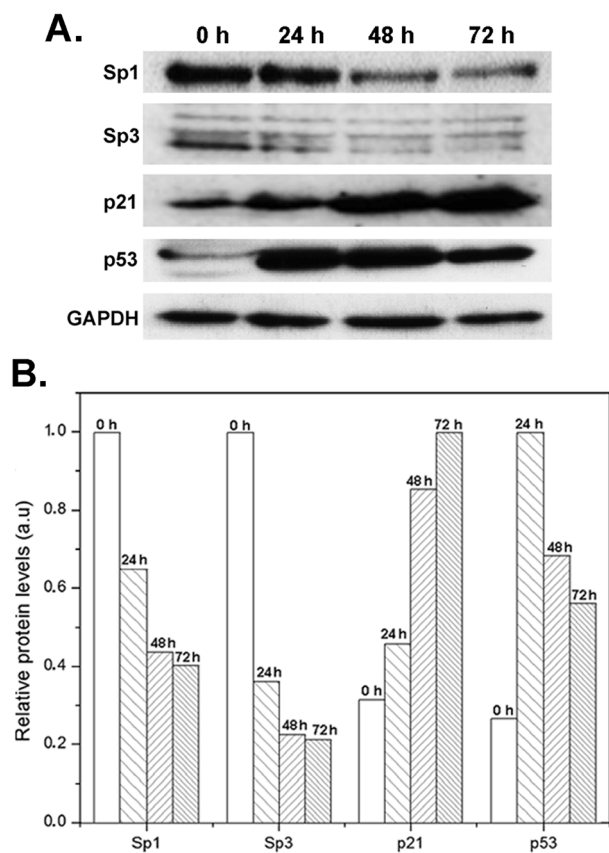 A.
0 h 24 h 48 h 72 h
Sp1
Sp3
p21
p53
GAPDH
B.
Relative protein levels (a.u)
1.0
0.8
0.6
0.4
0.2
0.0
0 h 24 h 48 h 72 h
0 h 24 h 48 h 72 h
0 h 24 h 48 h 72 h
0 h 24 h 48 h 72 h
Sp1 Sp3 p21 p53